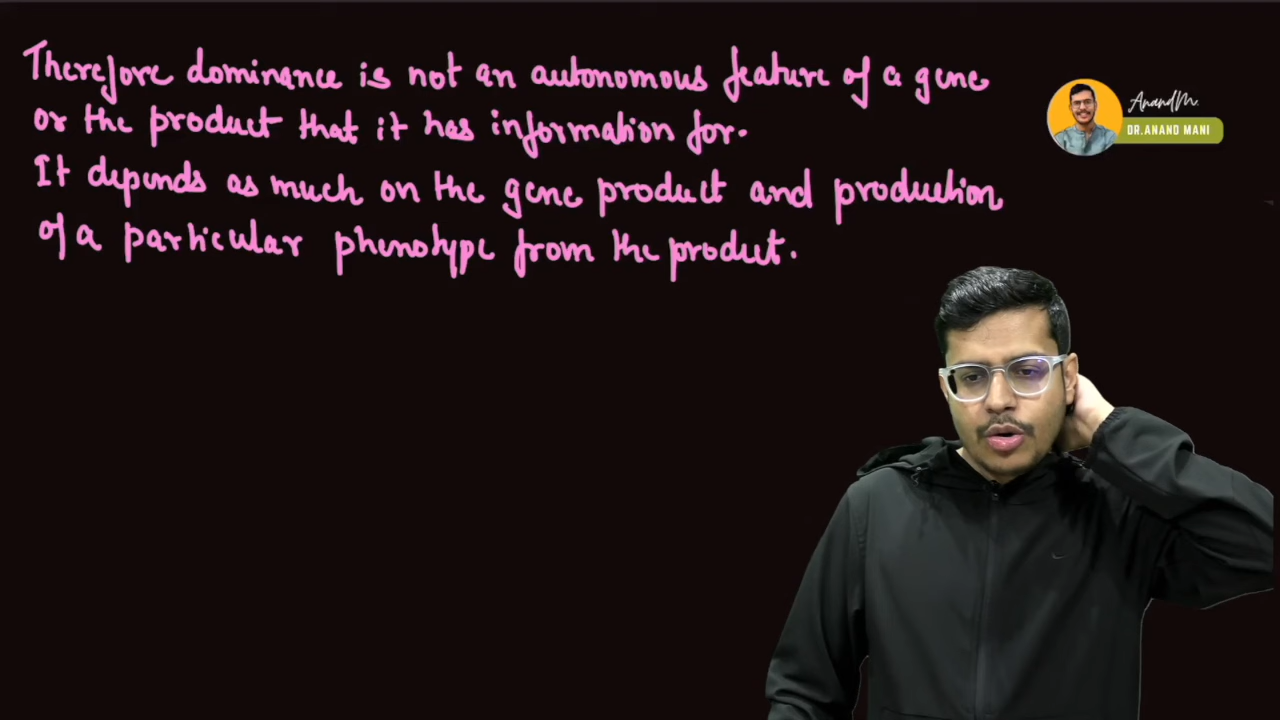 Therefore dominance is not an autonomous feature of a gene
or the product that it has information for.
It depends as much on the gene product and production
of a particular phenotype from the product.
AnandM.
DR.ANAND MANI